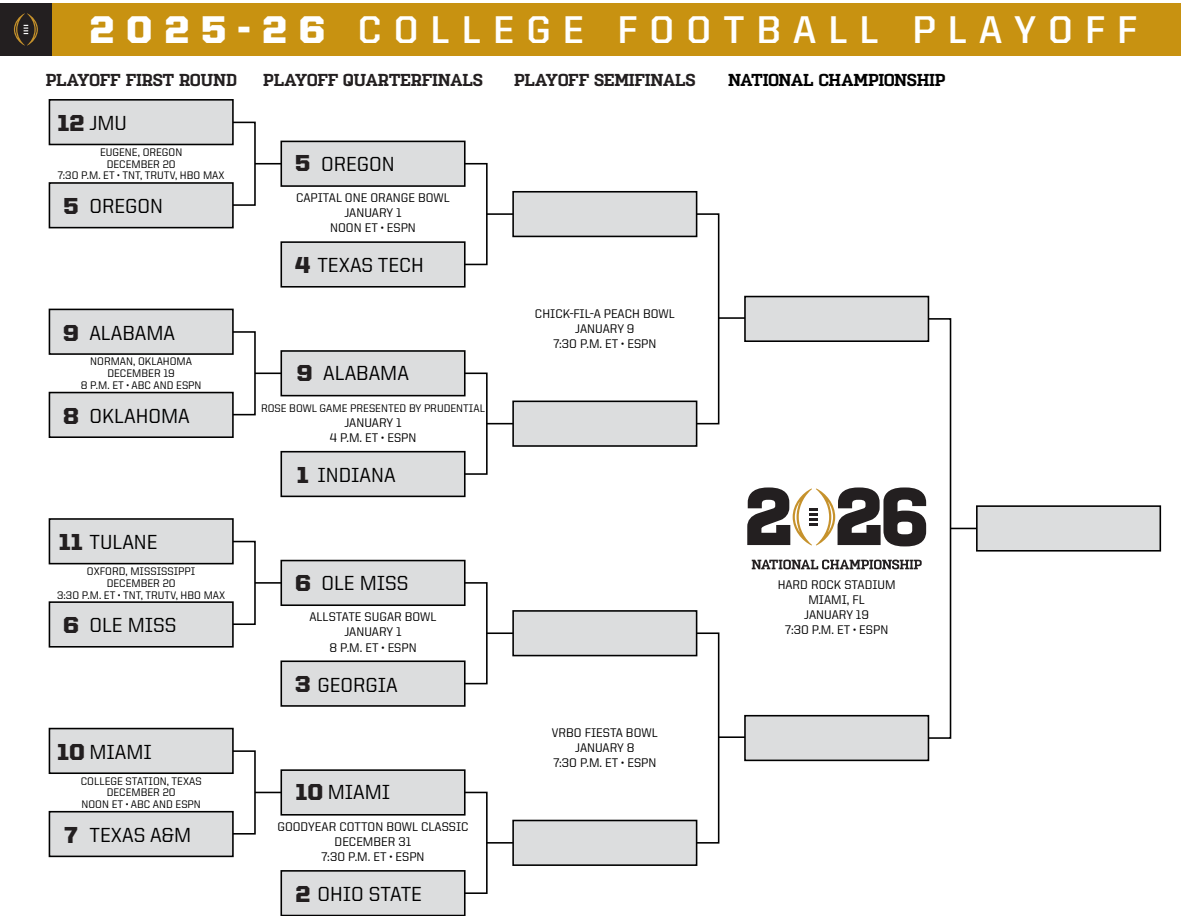 2025-26 COLLEGE FOOTBALL PLAYOFF
PLAYOFF FIRST ROUND
PLAYOFF QUARTERFINALS
PLAYOFF SEMIFINALS
NATIONAL CHAMPIONSHIP
12 JMU
EUGENE, OREGON
DECEMBER 20
7:30 P.M. ET • TNT, TRUTV, HBO MAX
5 OREGON
9 ALABAMA
NORMAN, OKLAHOMA
DECEMBER 19
8 P.M. ET • ABC AND ESPN
8 OKLAHOMA
11 TULANE
OXFORD, MISSISSIPPI
DECEMBER 20
3:30 P.M. ET • TNT, TRUTV, HBO MAX
6 OLE MISS
10 MIAMI
COLLEGE STATION, TEXAS
DECEMBER 20
NOON ET • ABC AND ESPN
7 TEXAS A&M
5 OREGON
CAPITAL ONE ORANGE BOWL
JANUARY 1
NOON ET • ESPN
4 TEXAS TECH
9 ALABAMA
ROSE BOWL GAME PRESENTED BY PRUDENTIAL
JANUARY 1
4 P.M. ET • ESPN
1 INDIANA
6 OLE MISS
ALLSTATE SUGAR BOWL
JANUARY 1
8 P.M. ET • ESPN
3 GEORGIA
10 MIAMI
GOODYEAR COTTON BOWL CLASSIC
DECEMBER 31
7:30 P.M. ET • ESPN
2 OHIO STATE
CHICK-FIL-A PEACH BOWL
JANUARY 9
7:30 P.M. ET • ESPN
VRBO FIESTA BOWL
JANUARY 8
7:30 P.M. ET • ESPN
2026
NATIONAL CHAMPIONSHIP
HARD ROCK STADIUM
MIAMI, FL
JANUARY 19
7:30 P.M. ET • ESPN